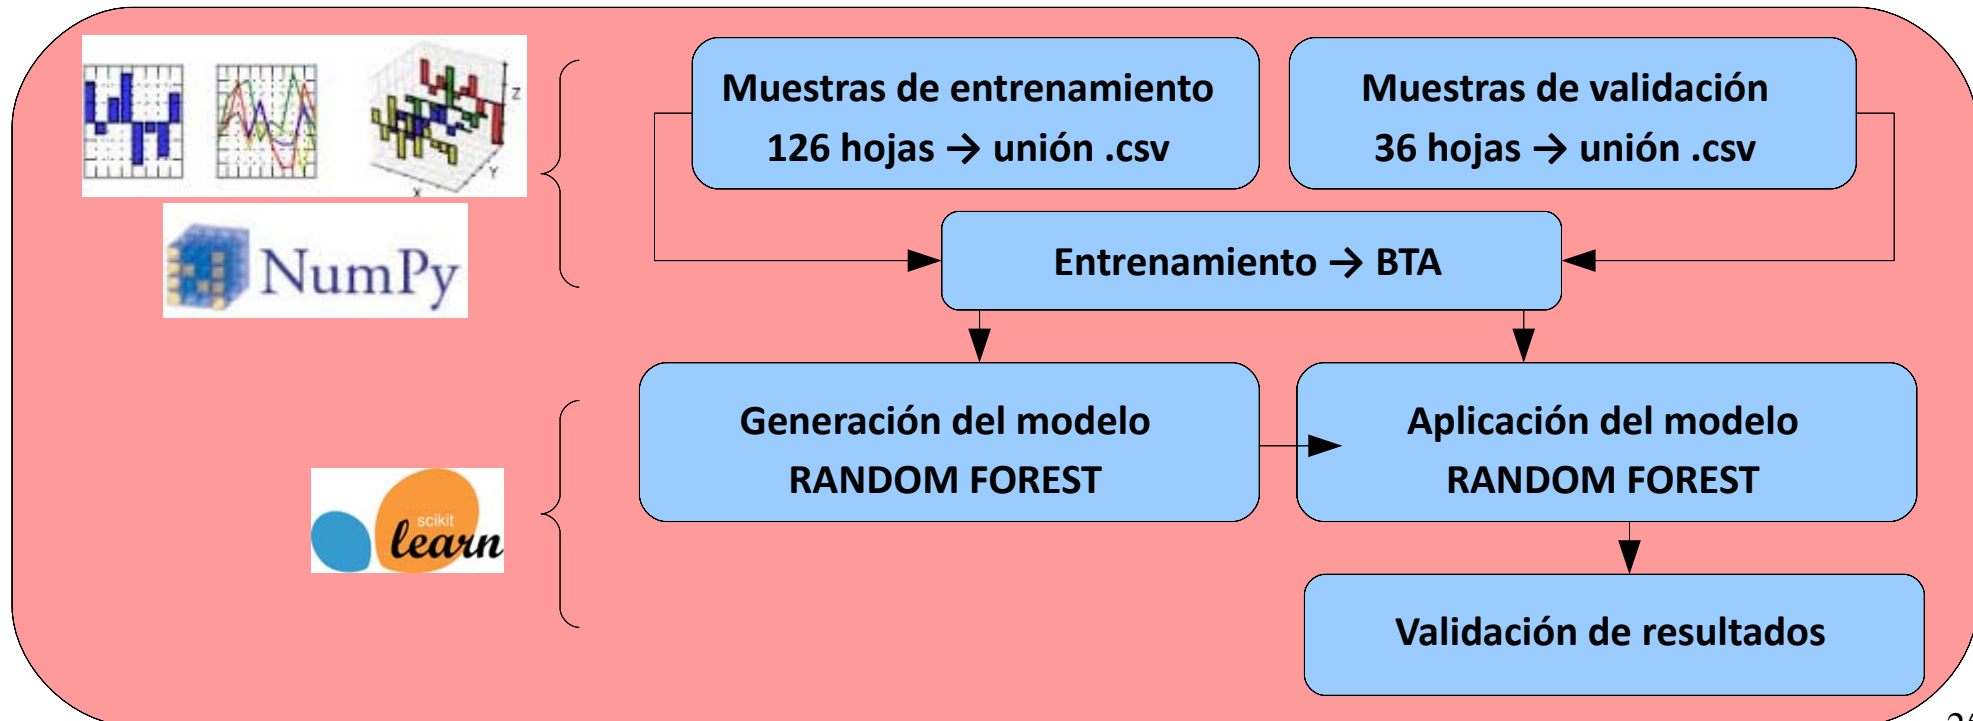 Muestras de entrenamiento
126 hojas → unión .csv
Muestras de validación
36 hojas → unión .csv
Z
Y
X
NumPy
Entrenamiento → BTA
Generación del modelo
RANDOM FOREST
Aplicación del modelo
RANDOM FOREST
scikit
learn
Validación de resultados